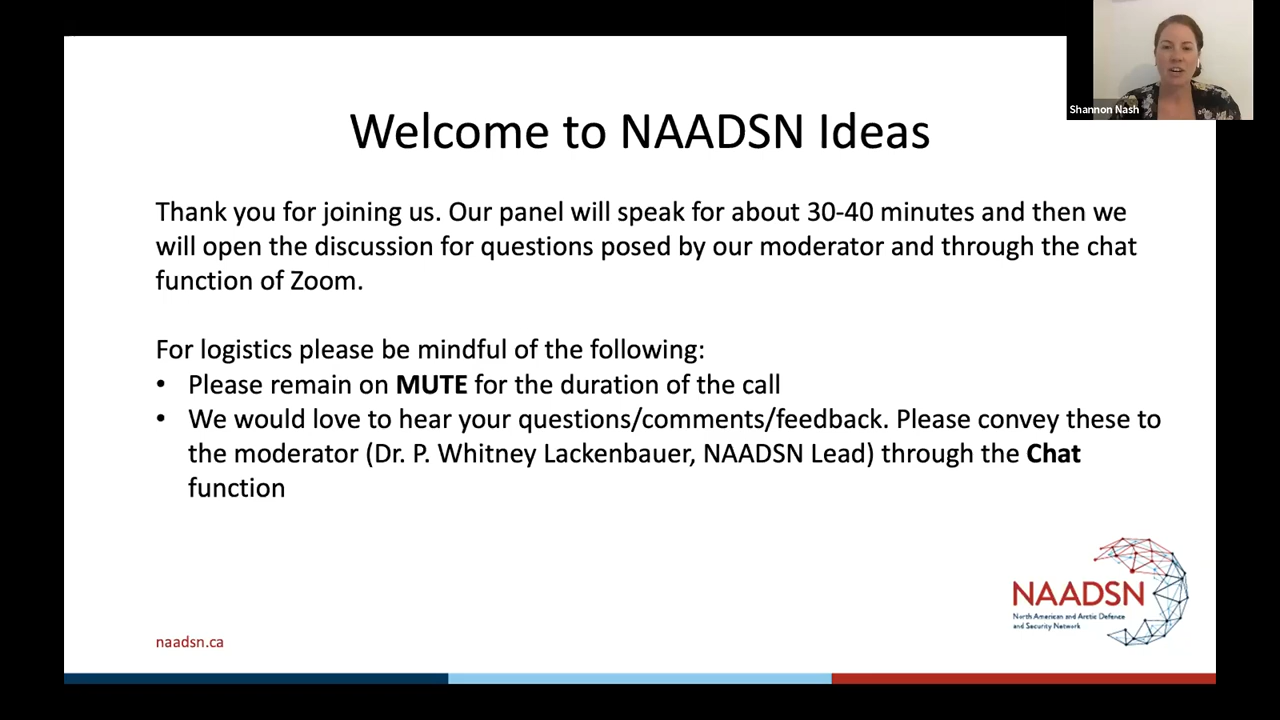 Shannon Nash
Welcome to NAADSN Ideas
Thank you for joining us. Our panel will speak for about 30-40 minutes and then we
will open the discussion for questions posed by our moderator and through the chat
function of Zoom.
For logistics please be mindful of the following:
• Please remain on MUTE for the duration of the call
• We would love to hear your questions/comments/feedback. Please convey these to
the moderator (Dr. P. Whitney Lackenbauer, NAADSN Lead) through the Chat
function
NAADSN
North American and Arctic Defence
and Security Network
naadsn.ca